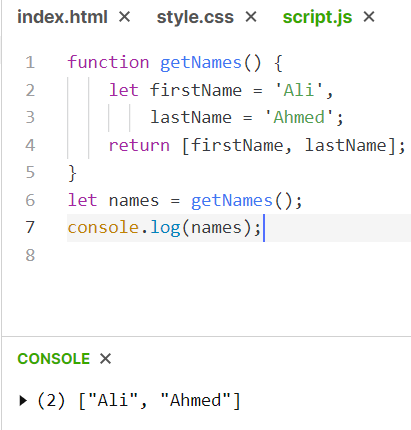 index.html × style.css × script.js ×
1 function getNames() {
2     let firstName = 'Ali',
3         lastName = 'Ahmed';
4     return [firstName, lastName];
5 }
6 let names = getNames();
7 console.log(names);
8
CONSOLE ×
▶ (2) ["Ali", "Ahmed"]